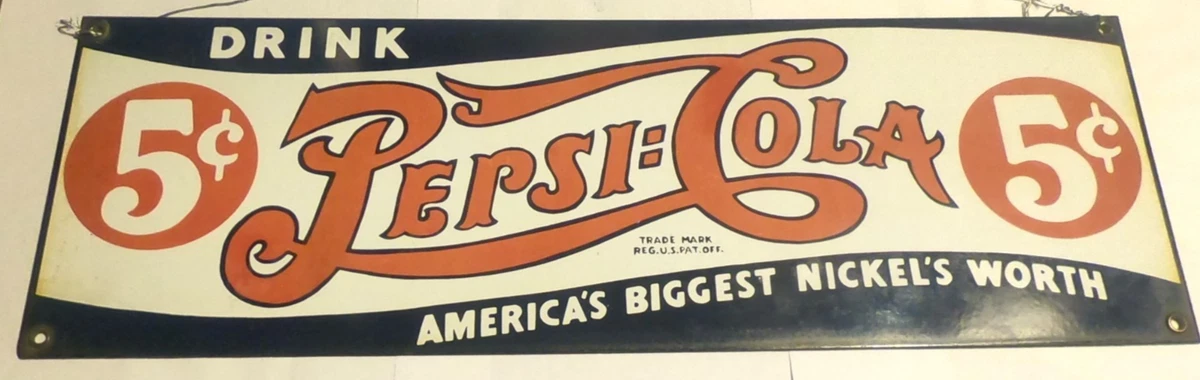 DRINK
5¢
PEPSI:COLA
5¢
TRADE MARK
REG.U.S.PAT.OFF.
AMERICA'S BIGGEST NICKEL'S WORTH